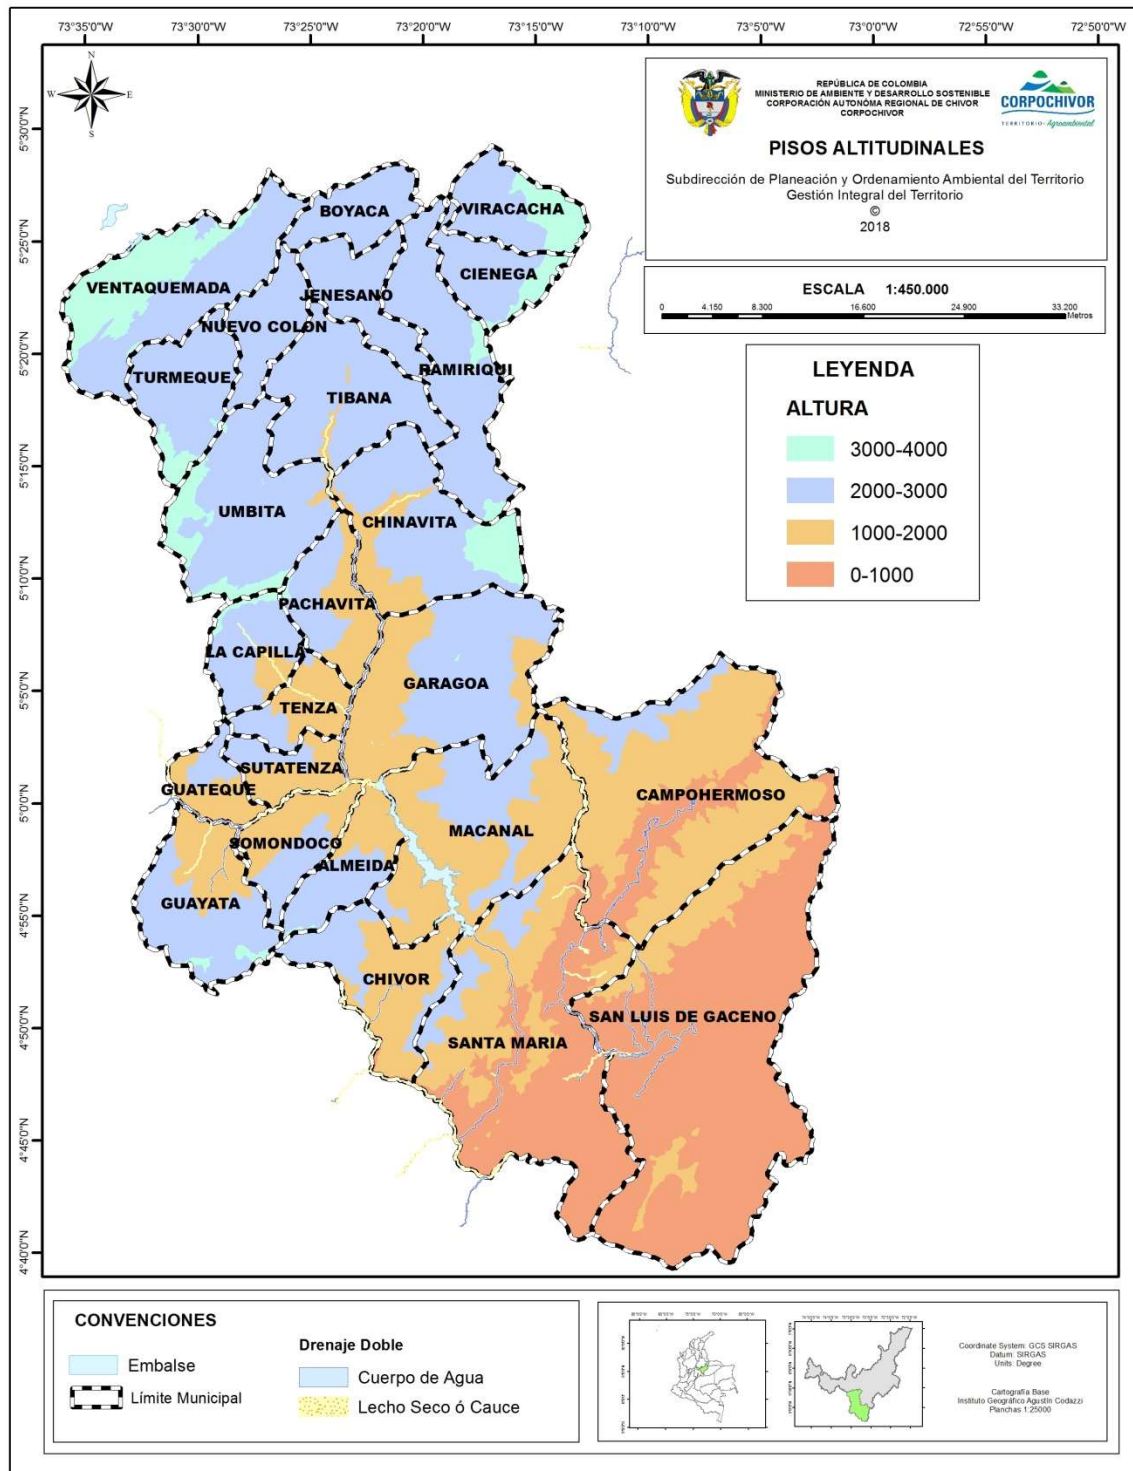 73°35'0"W 73°30'0"W 73°25'0"W 73°20'0"W 73°15'0"W 73°10'0"W 73°5'0"W 73°0'0"W 72°55'0"W 72°50'0"W
N
W E
S
REPÚBLICA DE COLOMBIA
MINISTERIO DE AMBIENTE Y DESARROLLO SOSTENIBLE
CORPORACIÓN AUTONÓMA REGIONAL DE CHIVOR
CORPOCHIVOR
CORPOCHIVOR
TERRITORIO-Agroambiental
PISOS ALTITUDINALES
Subdirección de Planeación y Ordenamiento Ambiental del Territorio
Gestión Integral del Territorio
©
2018
ESCALA 1:450.000
0 4.150 8.300 16.600 24.900 33.200
Metros
LEYENDA
ALTURA
3000-4000
2000-3000
1000-2000
0-1000
5°30'0"N
5°25'0"N
5°20'0"N
5°15'0"N
5°10'0"N
5°5'0"N
5°0'0"N
4°55'0"N
4°50'0"N
4°45'0"N
4°40'0"N
BOYACA
VIRACACHA
CIENEGA
VENTAQUEMADA
JENESANO
NUEVO COLON
TURMEQUE
RAMIRIQUI
TIBANA
UMBITA
CHINAVITA
PACHAVITA
LA CAPILLA
GARAGOA
TENZA
SUTATENZA
GUATEQUE
CAMPOHERMOSO
MACANAL
SOMONDOCO
ALMEIDA
GUAYATA
CHIVOR
SAN LUIS DE GACENO
SANTA MARIA
CONVENCIONES
Embalse
Límite Municipal
Drenaje Doble
Cuerpo de Agua
Lecho Seco ó Cauce
Coordinate System: GCS SIRGAS
Datum: SIRGAS
Units: Degree
Cartografía Base
Instituto Geográfico Agustín Codazzi
Planchas 1:25000